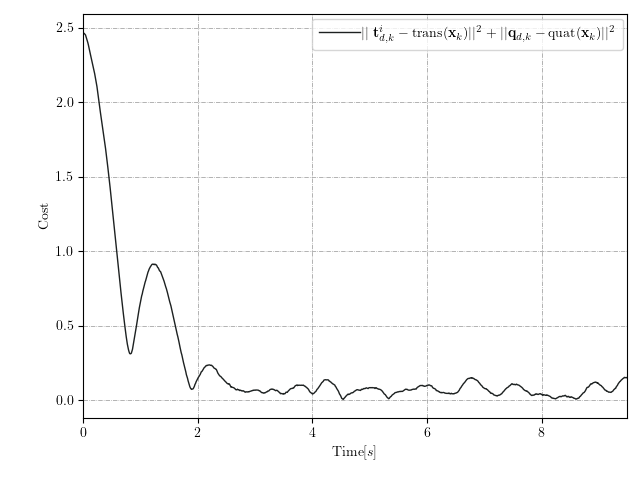 || t^i_{d,k} − trans(x_k)||^2 + ||q_{d,k} − quat(x_k)||^2
2.5
2.0
1.5
1.0
0.5
0.0
Cost
0 2 4 6 8
Time[s]